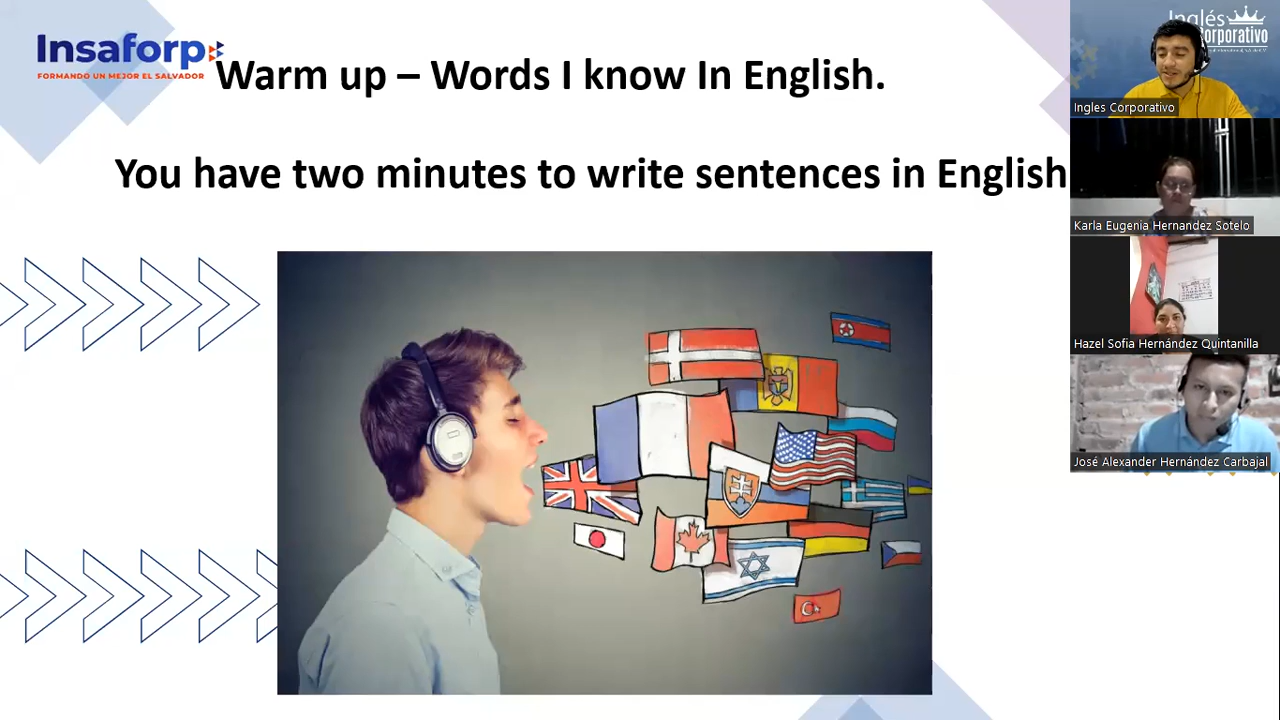 Insaforp
FORMANDO UN MEJOR EL SALVADOR
Warm up – Words I know In English.
You have two minutes to write sentences in English
Inglés
Corporativo
Ingles Corporativo
Karla Eugenia Hernandez Sotelo
Hazel Sofia Hernández Quintanilla
José Alexander Hernández Carbajal